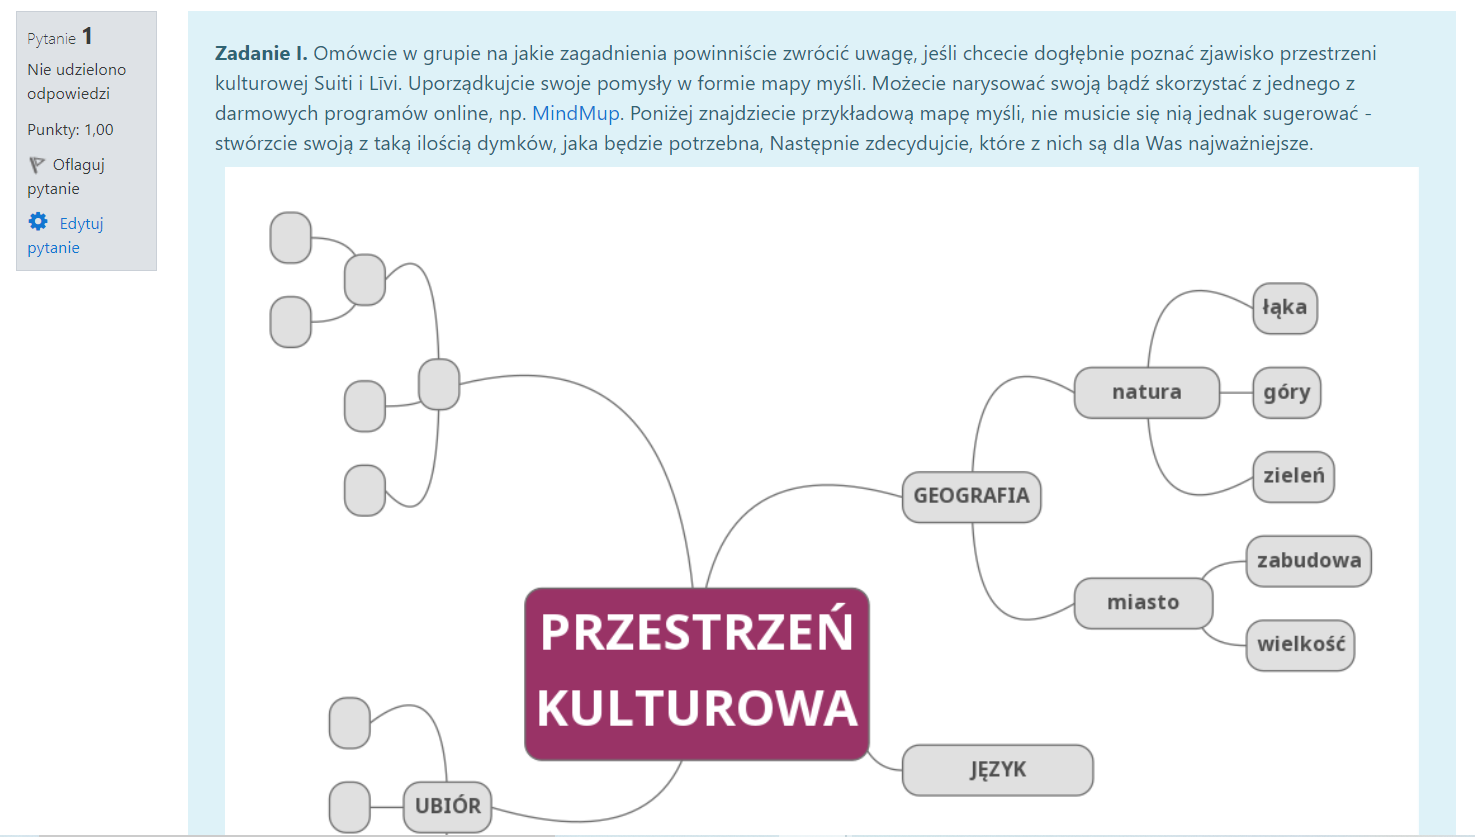 Pytanie 1
Nie udzielono
odpowiedzi
Punkty: 1,00
Oflaguj
pytanie
Edytuj
pytanie
Zadanie I. Omówcie w grupie na jakie zagadnienia powinniście zwrócić uwagę, jeśli chcecie dogłębnie poznać zjawisko przestrzeni
kulturowej Suiti i Līvi. Uporządkujcie swoje pomysły w formie mapy myśli. Możecie narysować swoją bądź skorzystać z jednego z
darmowych programów online, np. MindMup. Poniżej znajdziecie przykładową mapę myśli, nie musicie się nią jednak sugerować -
stwórzcie swoją z taką ilością dymków, jaka będzie potrzebna, Następnie zdecydujcie, które z nich są dla Was najważniejsze.
łąka
natura
góry
zieleń
GEOGRAFIA
zabudowa
miasto
wielkość
PRZESTRZEŃ
KULTUROWA
JĘZYK
UBIÓR